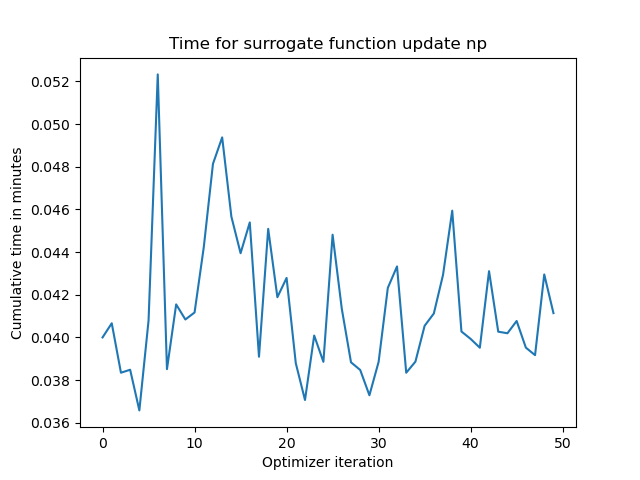 Time for surrogate function update np
0.052
0.050
0.048
0.046
0.044
0.042
0.040
0.038
0.036
Cumulative time in minutes
0 10 20 30 40 50
Optimizer iteration